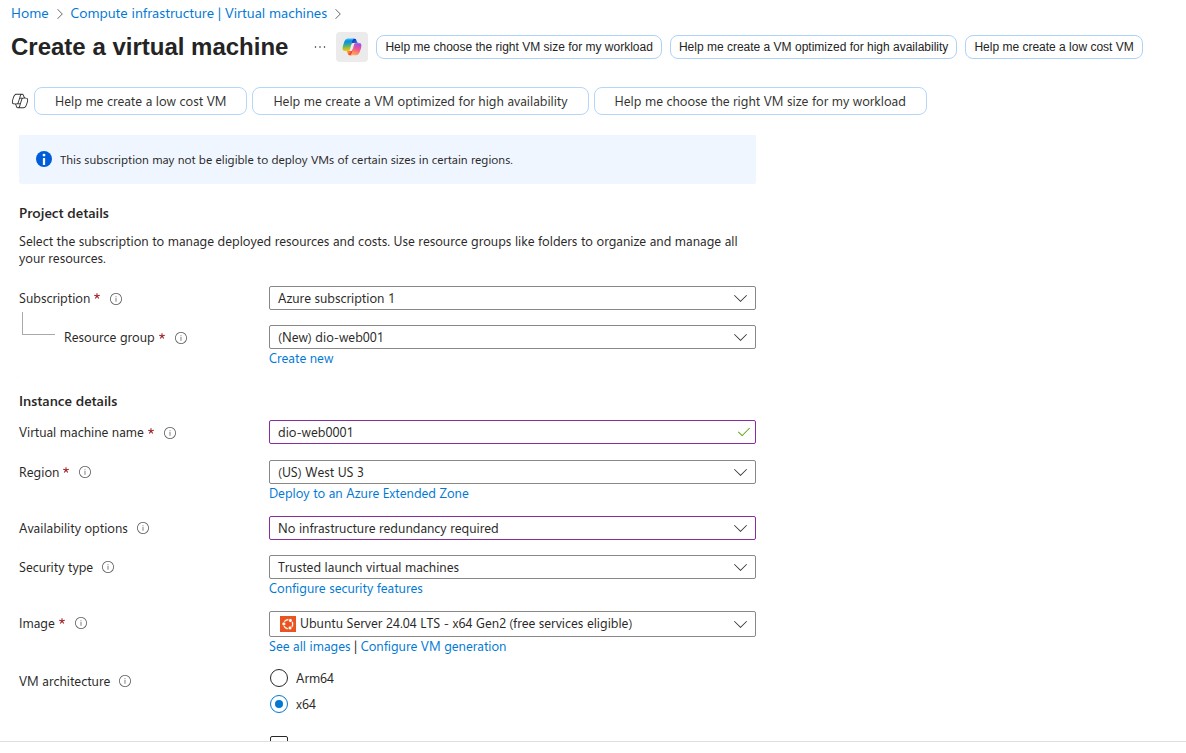 Home > Compute infrastructure | Virtual machines >
Create a virtual machine ... Help me choose the right VM size for my workload Help me create a VM optimized for high availability Help me create a low cost VM
Help me create a low cost VM Help me create a VM optimized for high availability Help me choose the right VM size for my workload
This subscription may not be eligible to deploy VMs of certain sizes in certain regions.
Project details
Select the subscription to manage deployed resources and costs. Use resource groups like folders to organize and manage all
your resources.
Subscription * Azure subscription 1
Resource group * (New) dio-web001
Create new
Instance details
Virtual machine name * dio-web0001
Region * (US) West US 3
Deploy to an Azure Extended Zone
Availability options No infrastructure redundancy required
Security type Trusted launch virtual machines
Configure security features
Image * Ubuntu Server 24.04 LTS - x64 Gen2 (free services eligible)
See all images | Configure VM generation
VM architecture Arm64
x64